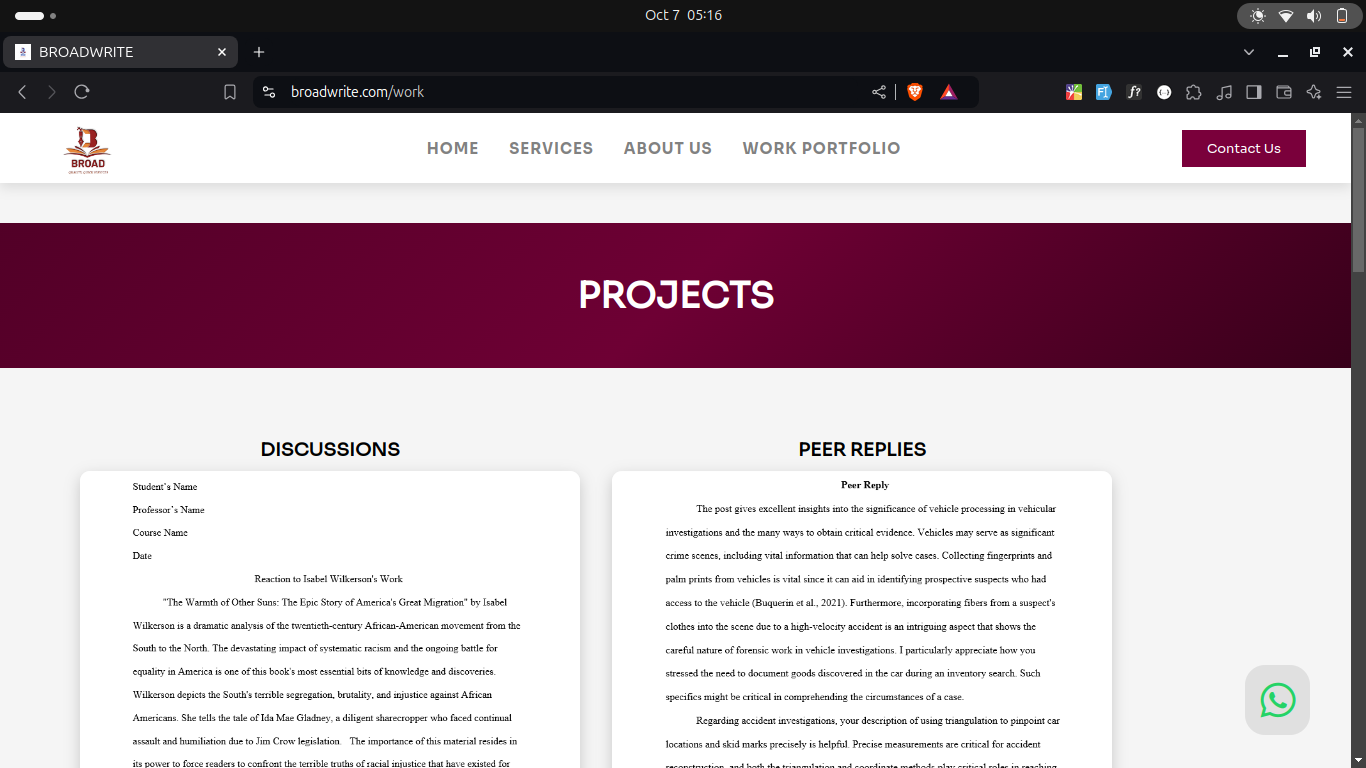 Oct 7 05:16
BROADWRITE
broadwrite.com/work
BROAD
HOME SERVICES ABOUT US WORK PORTFOLIO
Contact Us
PROJECTS
DISCUSSIONS
Student's Name
Professor's Name
Course Name
Date
Reaction to Isabel Wilkerson's Work
"The Warmth of Other Suns: The Epic Story of America's Great Migration" by Isabel
Wilkerson is a dramatic analysis of the twentieth-century African-American movement from the
South to the North. The devastating impact of systematic racism and the ongoing battle for
equality in America is one of this book's most essential bits of knowledge and discoveries.
Wilkerson depicts the South's terrible segregation, brutality, and injustice against African
Americans. She tells the tale of Ida Mae Gladney, a diligent sharecropper who faced continual
assault and humiliation due to Jim Crow legislation. The importance of this material resides in
its power to force readers to confront the terrible truths of racial injustice that have existed for
PEER REPLIES
Peer Reply
The post gives excellent insights into the significance of vehicle processing in vehicular
investigations and the many ways to obtain critical evidence. Vehicles may serve as significant
crime scenes, including vital information that can help solve cases. Collecting fingerprints and
palm prints from vehicles is vital since it can aid in identifying prospective suspects who had
access to the vehicle (Buquerin et al., 2021). Furthermore, incorporating fibers from a suspect's
clothes into the scene due to a high-velocity accident is an intriguing aspect that shows the
careful nature of forensic work in vehicle investigations. I particularly appreciate how you
stressed the need to document goods discovered in the car during an inventory search. Such
specifics might be critical in comprehending the circumstances of a case.
Regarding accident investigations, your description of using triangulation to pinpoint car
locations and skid marks precisely is helpful. Precise measurements are critical for accident
reconstruction, and both the triangulation and coordinate methods play critical roles in reaching